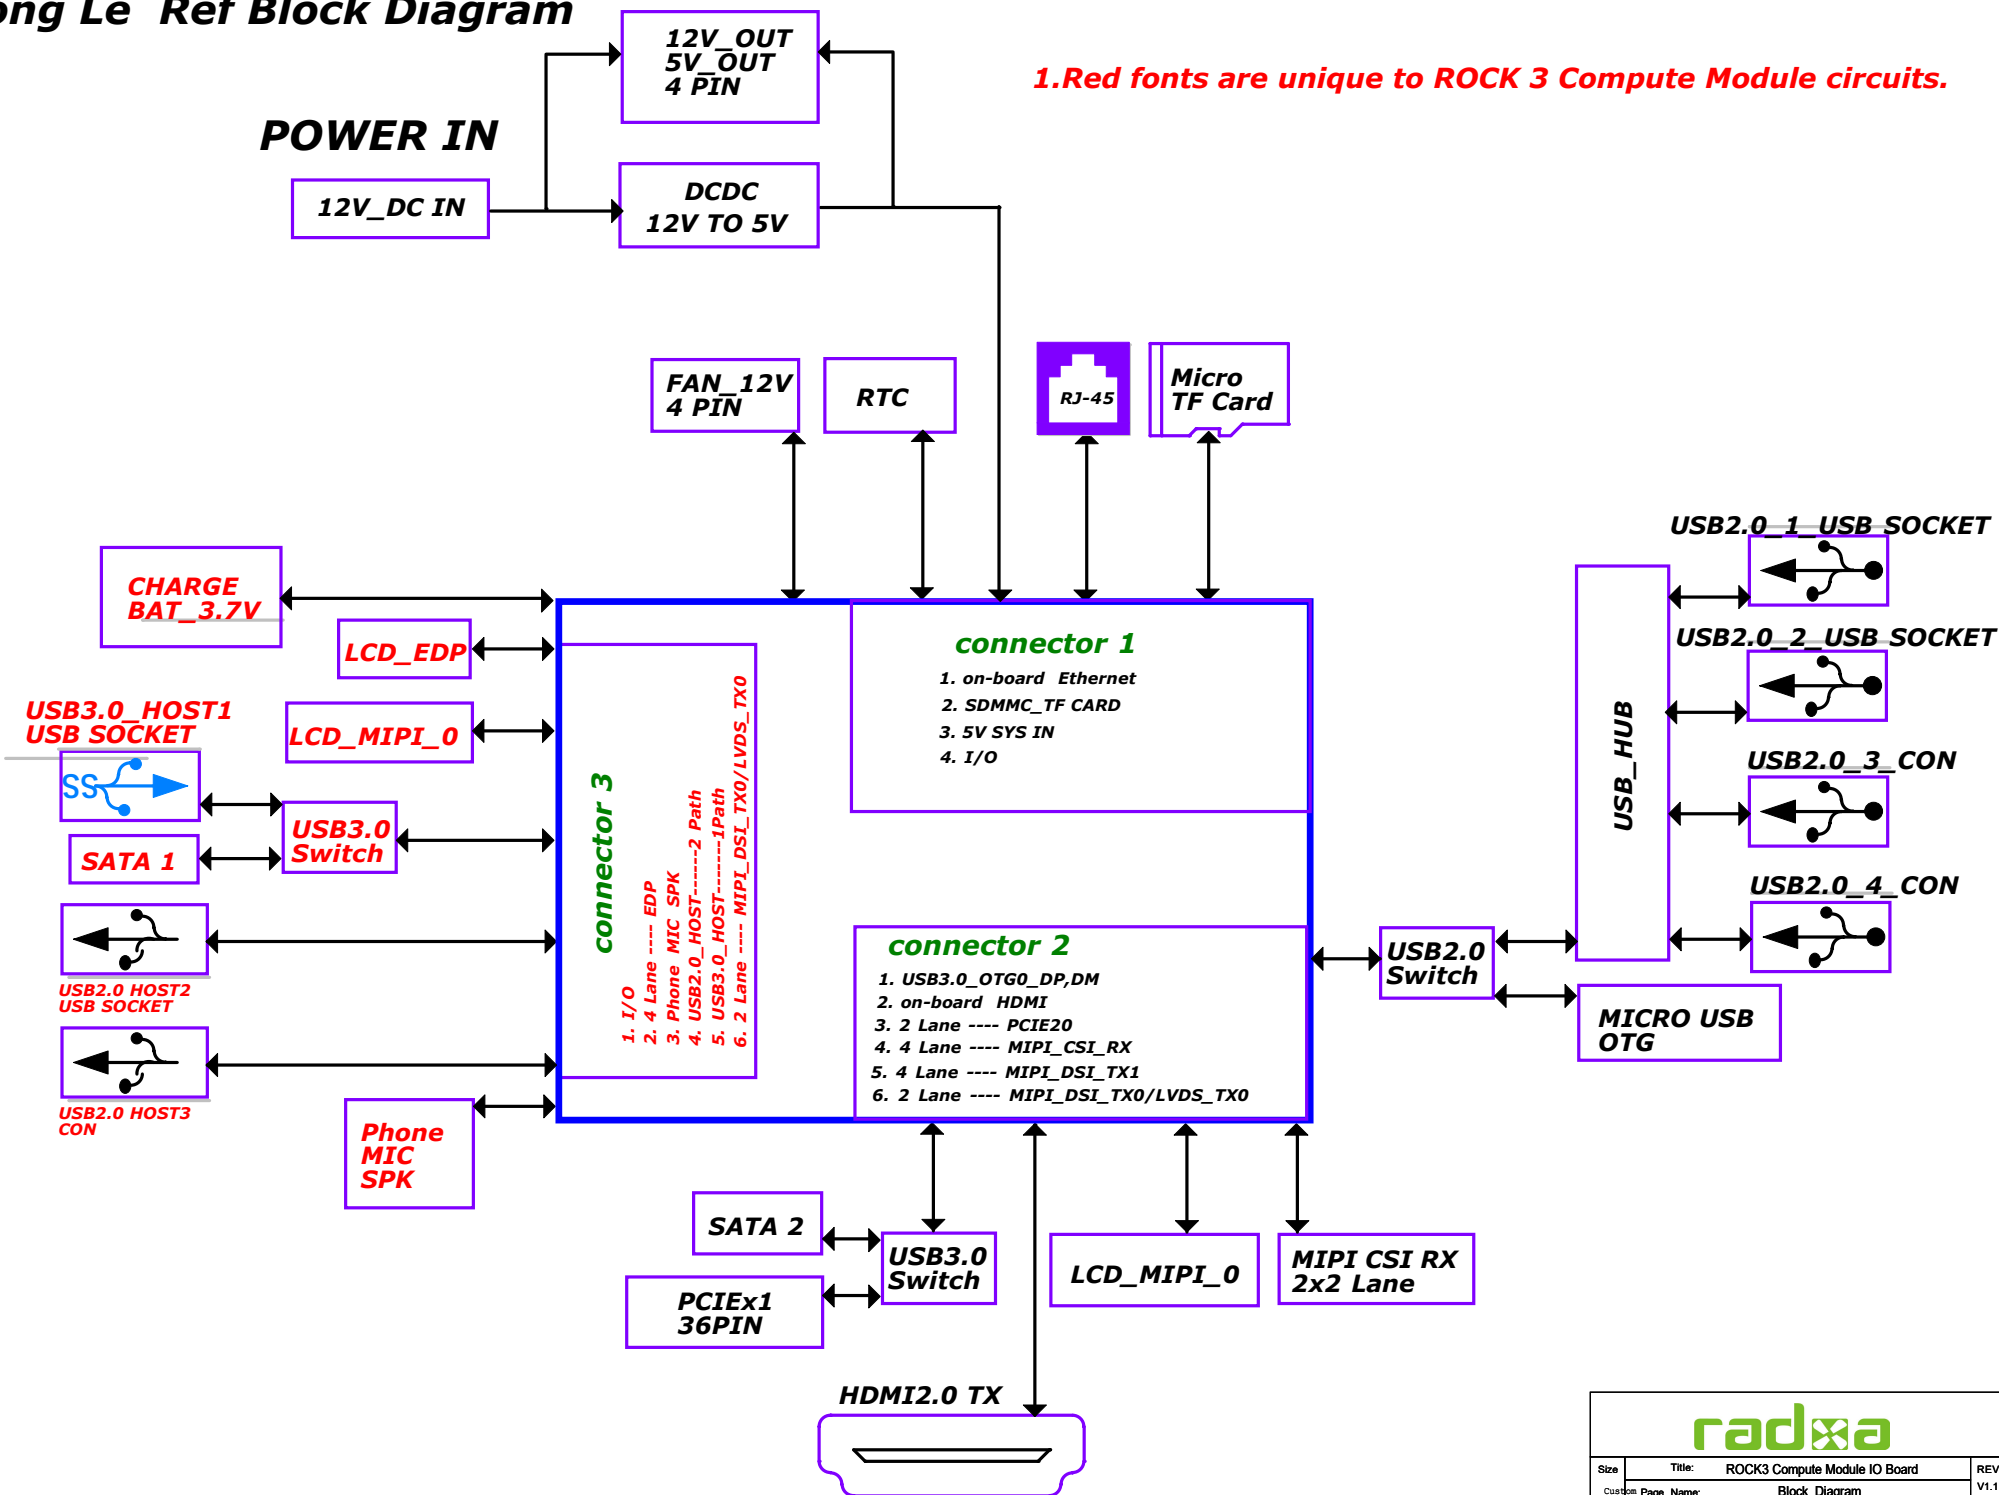 ong Le Ref Block Diagram
1.Red fonts are unique to ROCK 3 Compute Module circuits.
12V_OUT
5V_OUT
4 PIN
POWER IN
12V_DC IN
DCDC
12V TO 5V
FAN_12V
4 PIN
RTC
RJ-45
Micro
TF Card
CHARGE
BAT_3.7V
LCD_EDP
LCD_MIPI_0
USB3.0_HOST1
USB SOCKET
SS
USB3.0
Switch
SATA 1
USB2.0 HOST2
USB SOCKET
USB2.0 HOST3
CON
Phone
MIC
SPK
connector 3
1. I/O
2. 4 Lane ---- EDP
3. Phone MIC SPK
4. USB2.0_HOST-------2 Path
5. USB3.0_HOST-------1Path
6. 2 Lane ---- MIPI_DSI_TX0/LVDS_TX0
connector 1
1. on-board Ethernet
2. SDMMC_TF CARD
3. 5V SYS IN
4. I/O
connector 2
1. USB3.0_OTG0_DP,DM
2. on-board HDMI
3. 2 Lane ---- PCIE20
4. 4 Lane ---- MIPI_CSI_RX
5. 4 Lane ---- MIPI_DSI_TX1
6. 2 Lane ---- MIPI_DSI_TX0/LVDS_TX0
USB2.0
Switch
USB_HUB
USB2.0_1_USB SOCKET
USB2.0_2_USB SOCKET
USB2.0_3_CON
USB2.0_4_CON
MICRO USB
OTG
SATA 2
USB3.0
Switch
PCIEx1
36PIN
LCD_MIPI_0
MIPI CSI RX
2x2 Lane
HDMI2.0 TX
radxa
Size Title: ROCK3 Compute Module IO Board REV
Custom Page Name: Block Diagram V1.1